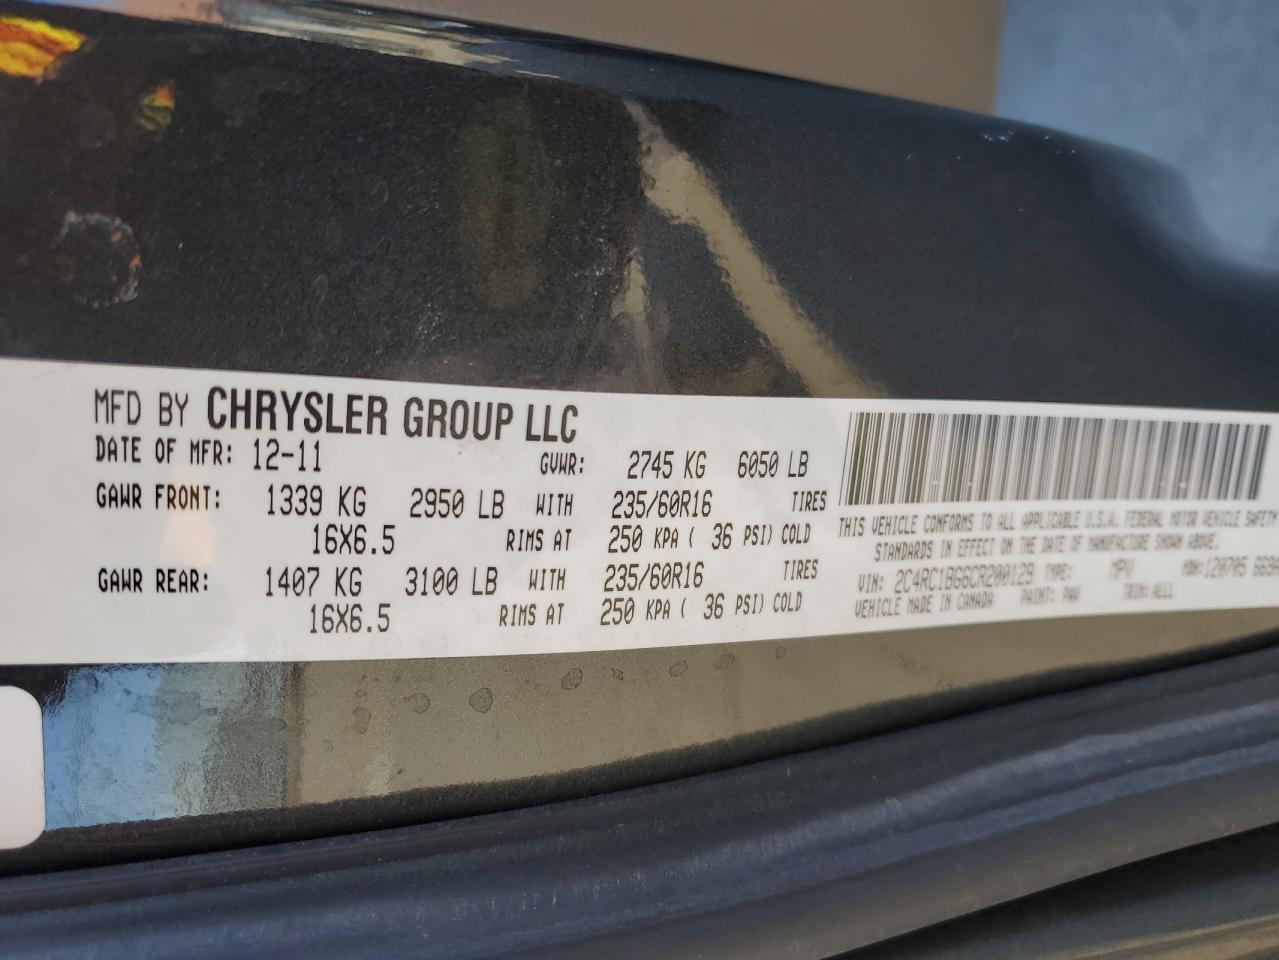 MFD BY CHRYSLER GROUP LLC
DATE OF MFR: 12-11 GVWR: 2745 KG 6050 LB
GAWR FRONT: 1339 KG 2950 LB WITH 235/60R16 TIRES
16X6.5 RIMS AT 250 KPA ( 36 PSI) COLD
GAWR REAR: 1407 KG 3100 LB WITH 235/60R16 TIRES
16X6.5 RIMS AT 250 KPA ( 36 PSI) COLD
THIS VEHICLE CONFORMS TO ALL APPLICABLE U.S.A. FEDERAL MOTOR VEHICLE SAFETY
STANDARDS IN EFFECT ON THE DATE OF MANUFACTURE SHOWN ABOVE.
VIN: 2C4RC1BG6CR200129 TYPE: MPV MDH: 120705
VEHICLE MADE IN CANADA PAINT: PAU TRIM: